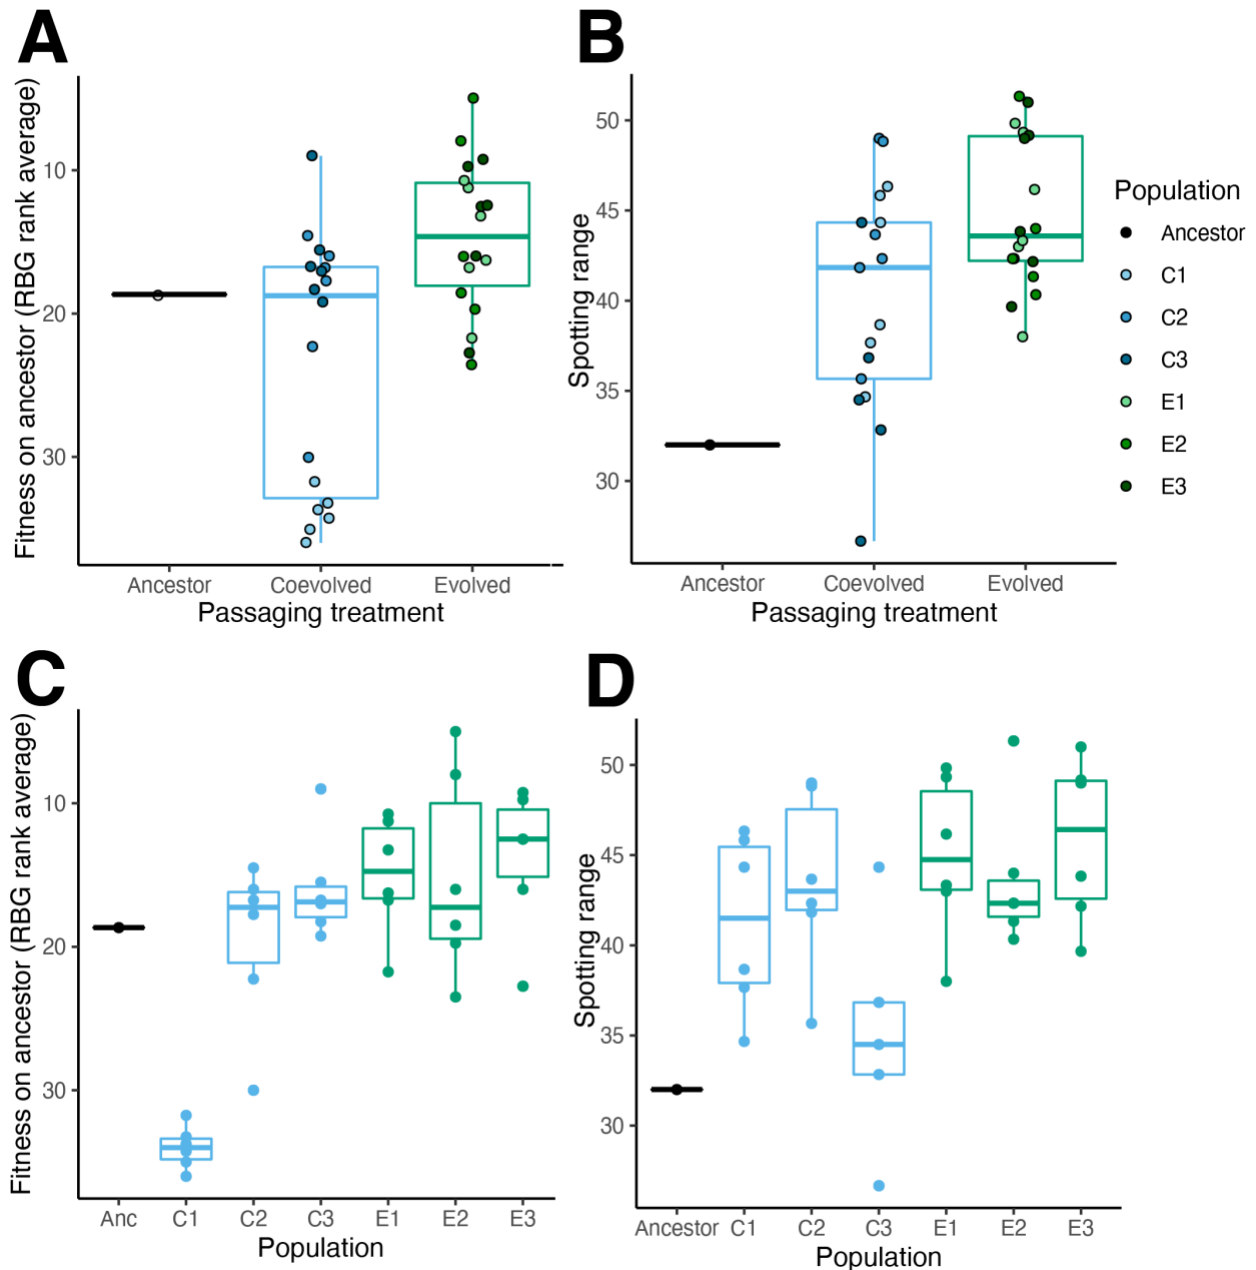 A
Fitness on ancestor (RBG rank average)
10
20
30
Ancestor
Coevolved
Evolved
Passaging treatment
B
Spotting range
50
45
40
35
30
Ancestor
Coevolved
Evolved
Passaging treatment
Population
Ancestor
C1
C2
C3
E1
E2
E3
C
Fitness on ancestor (RBG rank average)
10
20
30
Anc
C1
C2
C3
E1
E2
E3
Population
D
Spotting range
50
45
40
35
30
Ancestor
C1
C2
C3
E1
E2
E3
Population